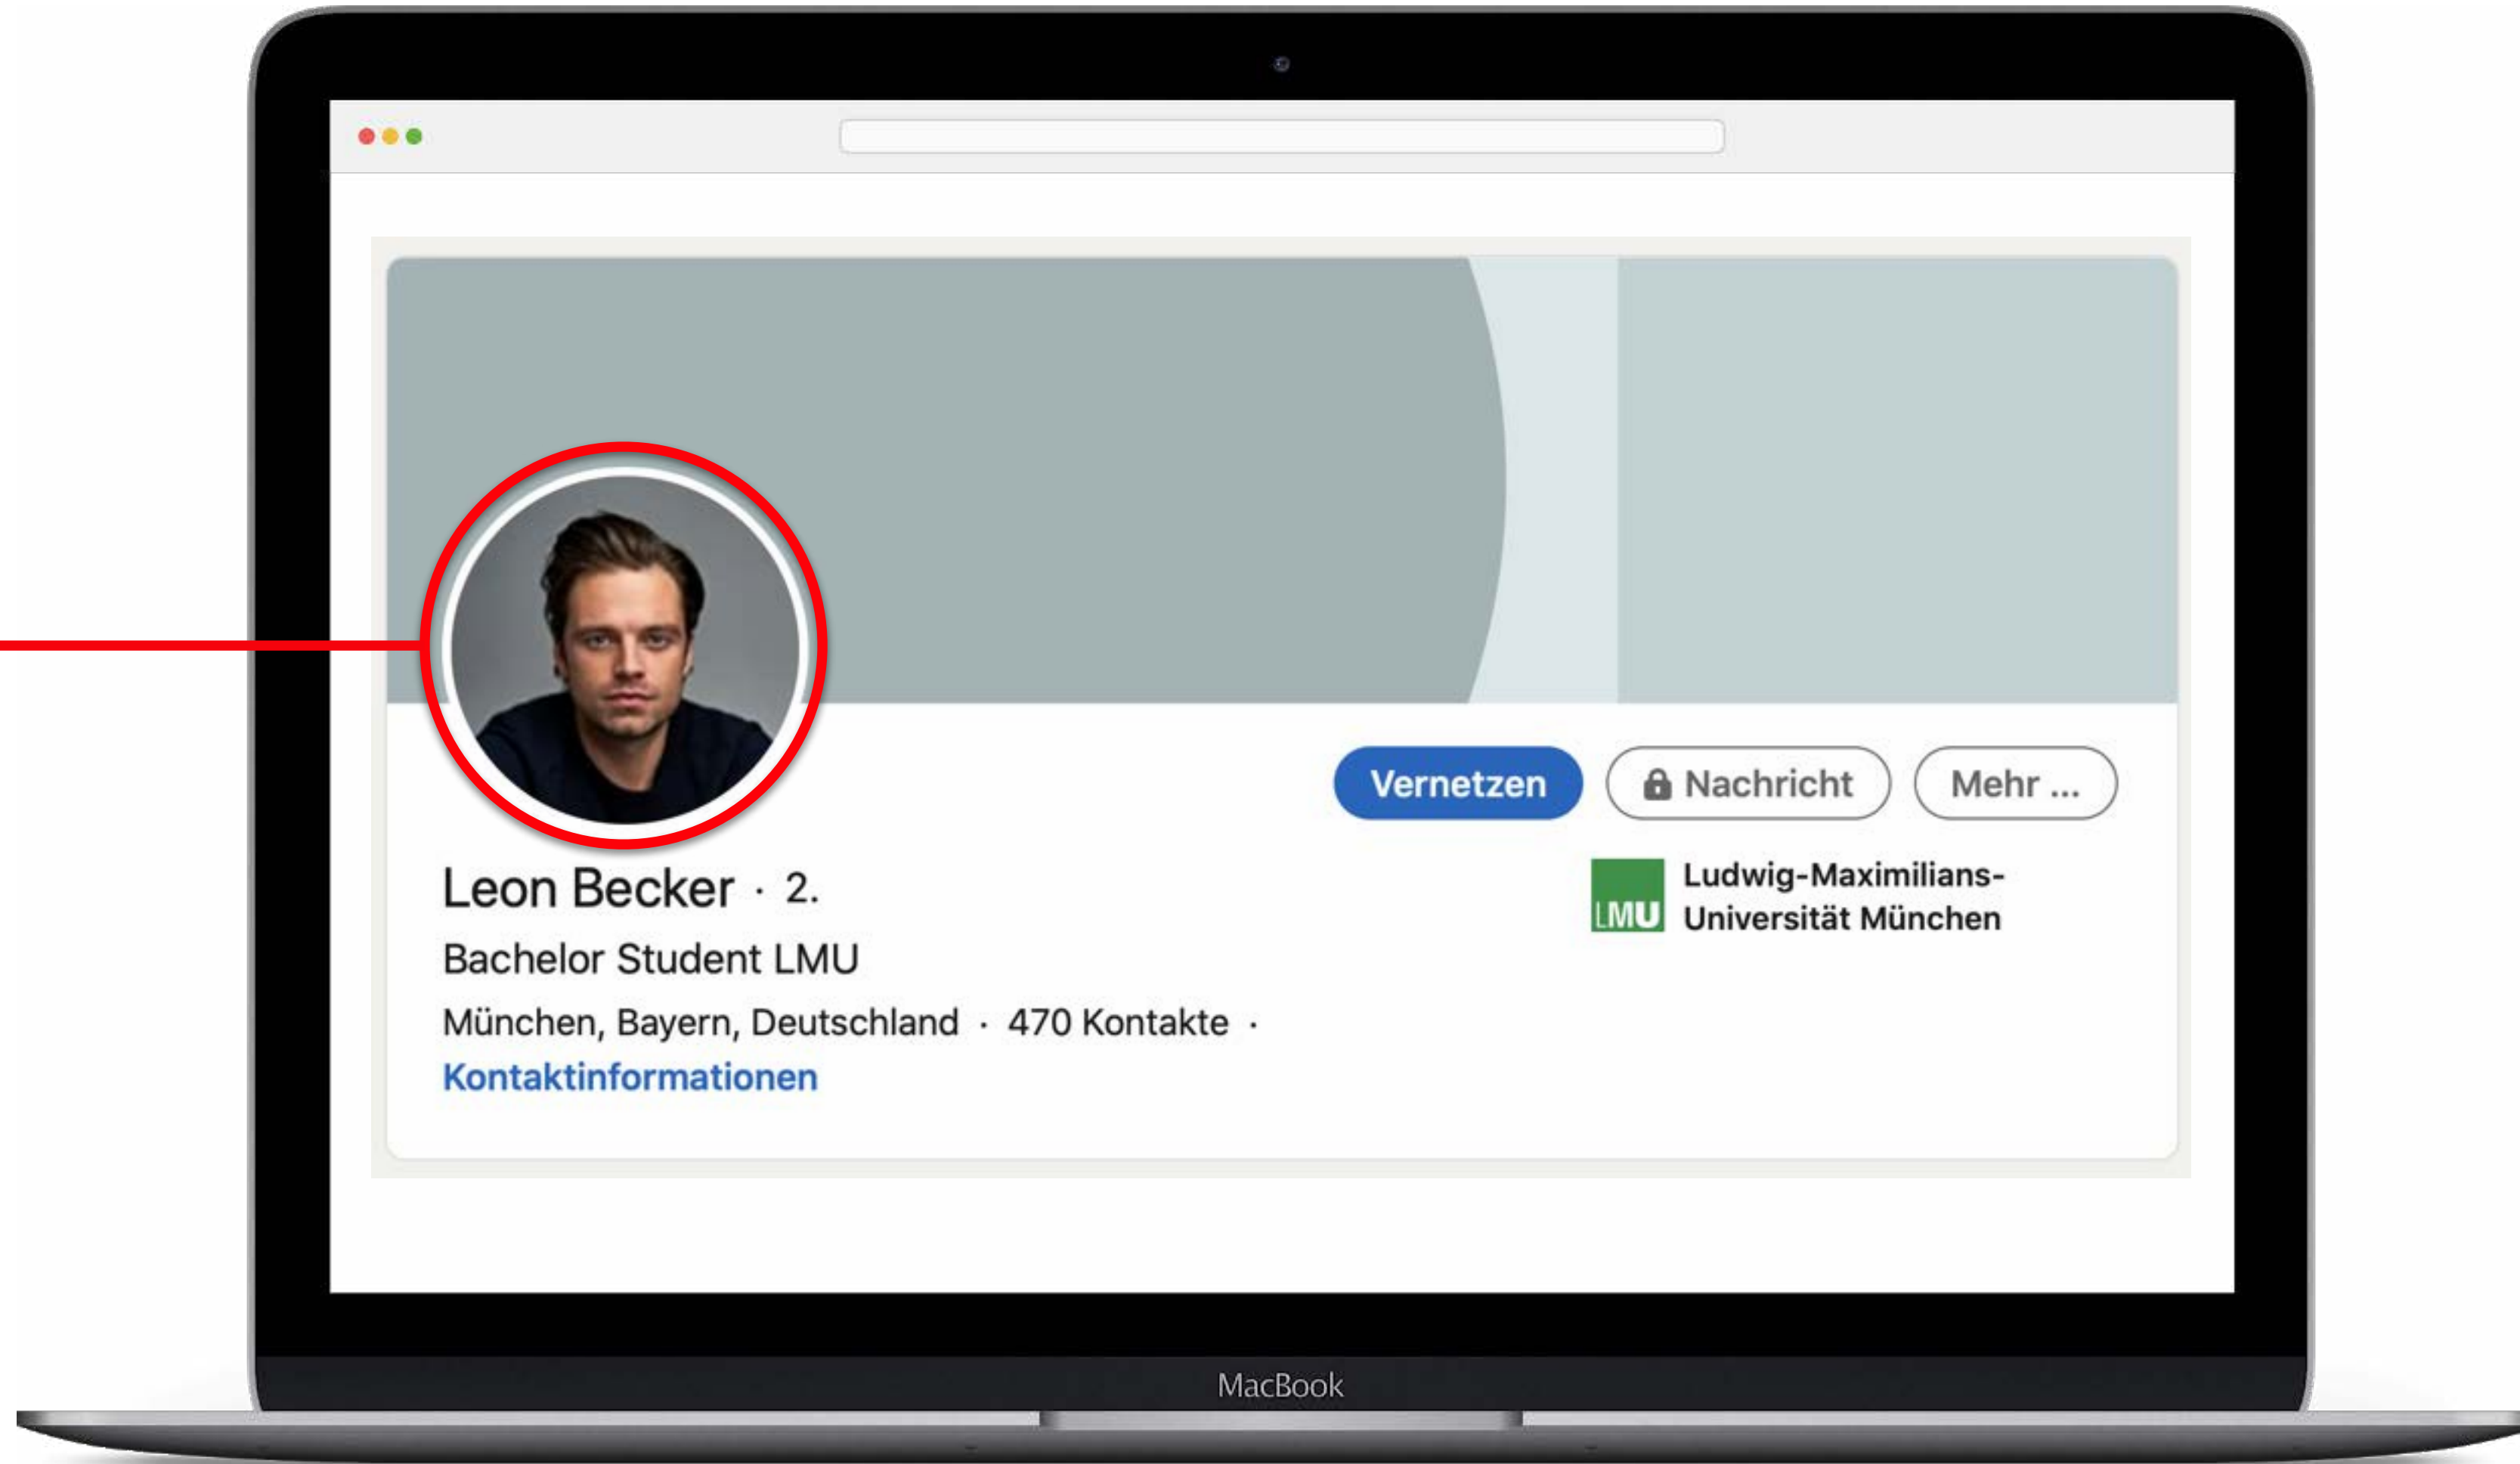 Vernetzen
Nachricht
Mehr ...
Leon Becker · 2.
Bachelor Student LMU
München, Bayern, Deutschland · 470 Kontakte ·
Kontaktinformationen
LMU
Ludwig-Maximilians-
Universität München
MacBook